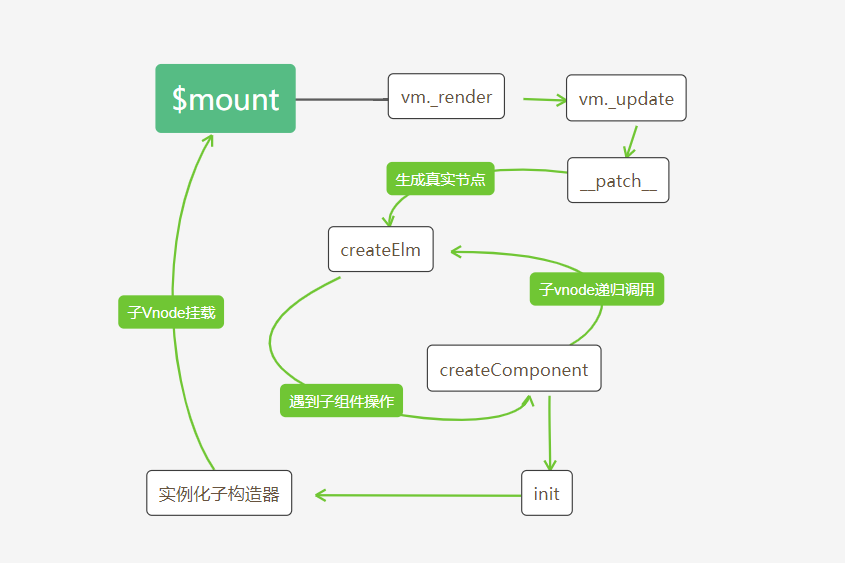 $mount
vm._render
vm._update
生成真实节点
__patch__
createElm
子vnode递归调用
子Vnode挂载
createComponent
遇到子组件操作
实例化子构造器
init